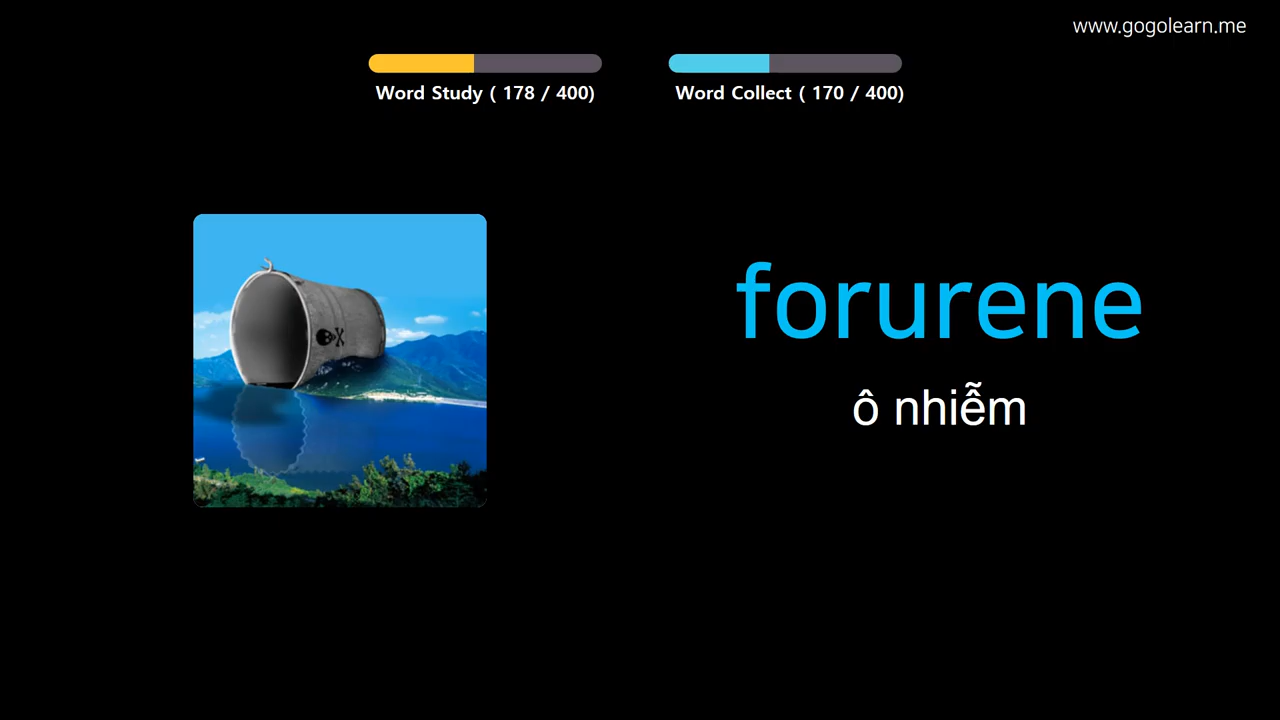 www.gogolearn.me
Word Study ( 178 / 400)
Word Collect ( 170 / 400)
forurene
ô nhiễm